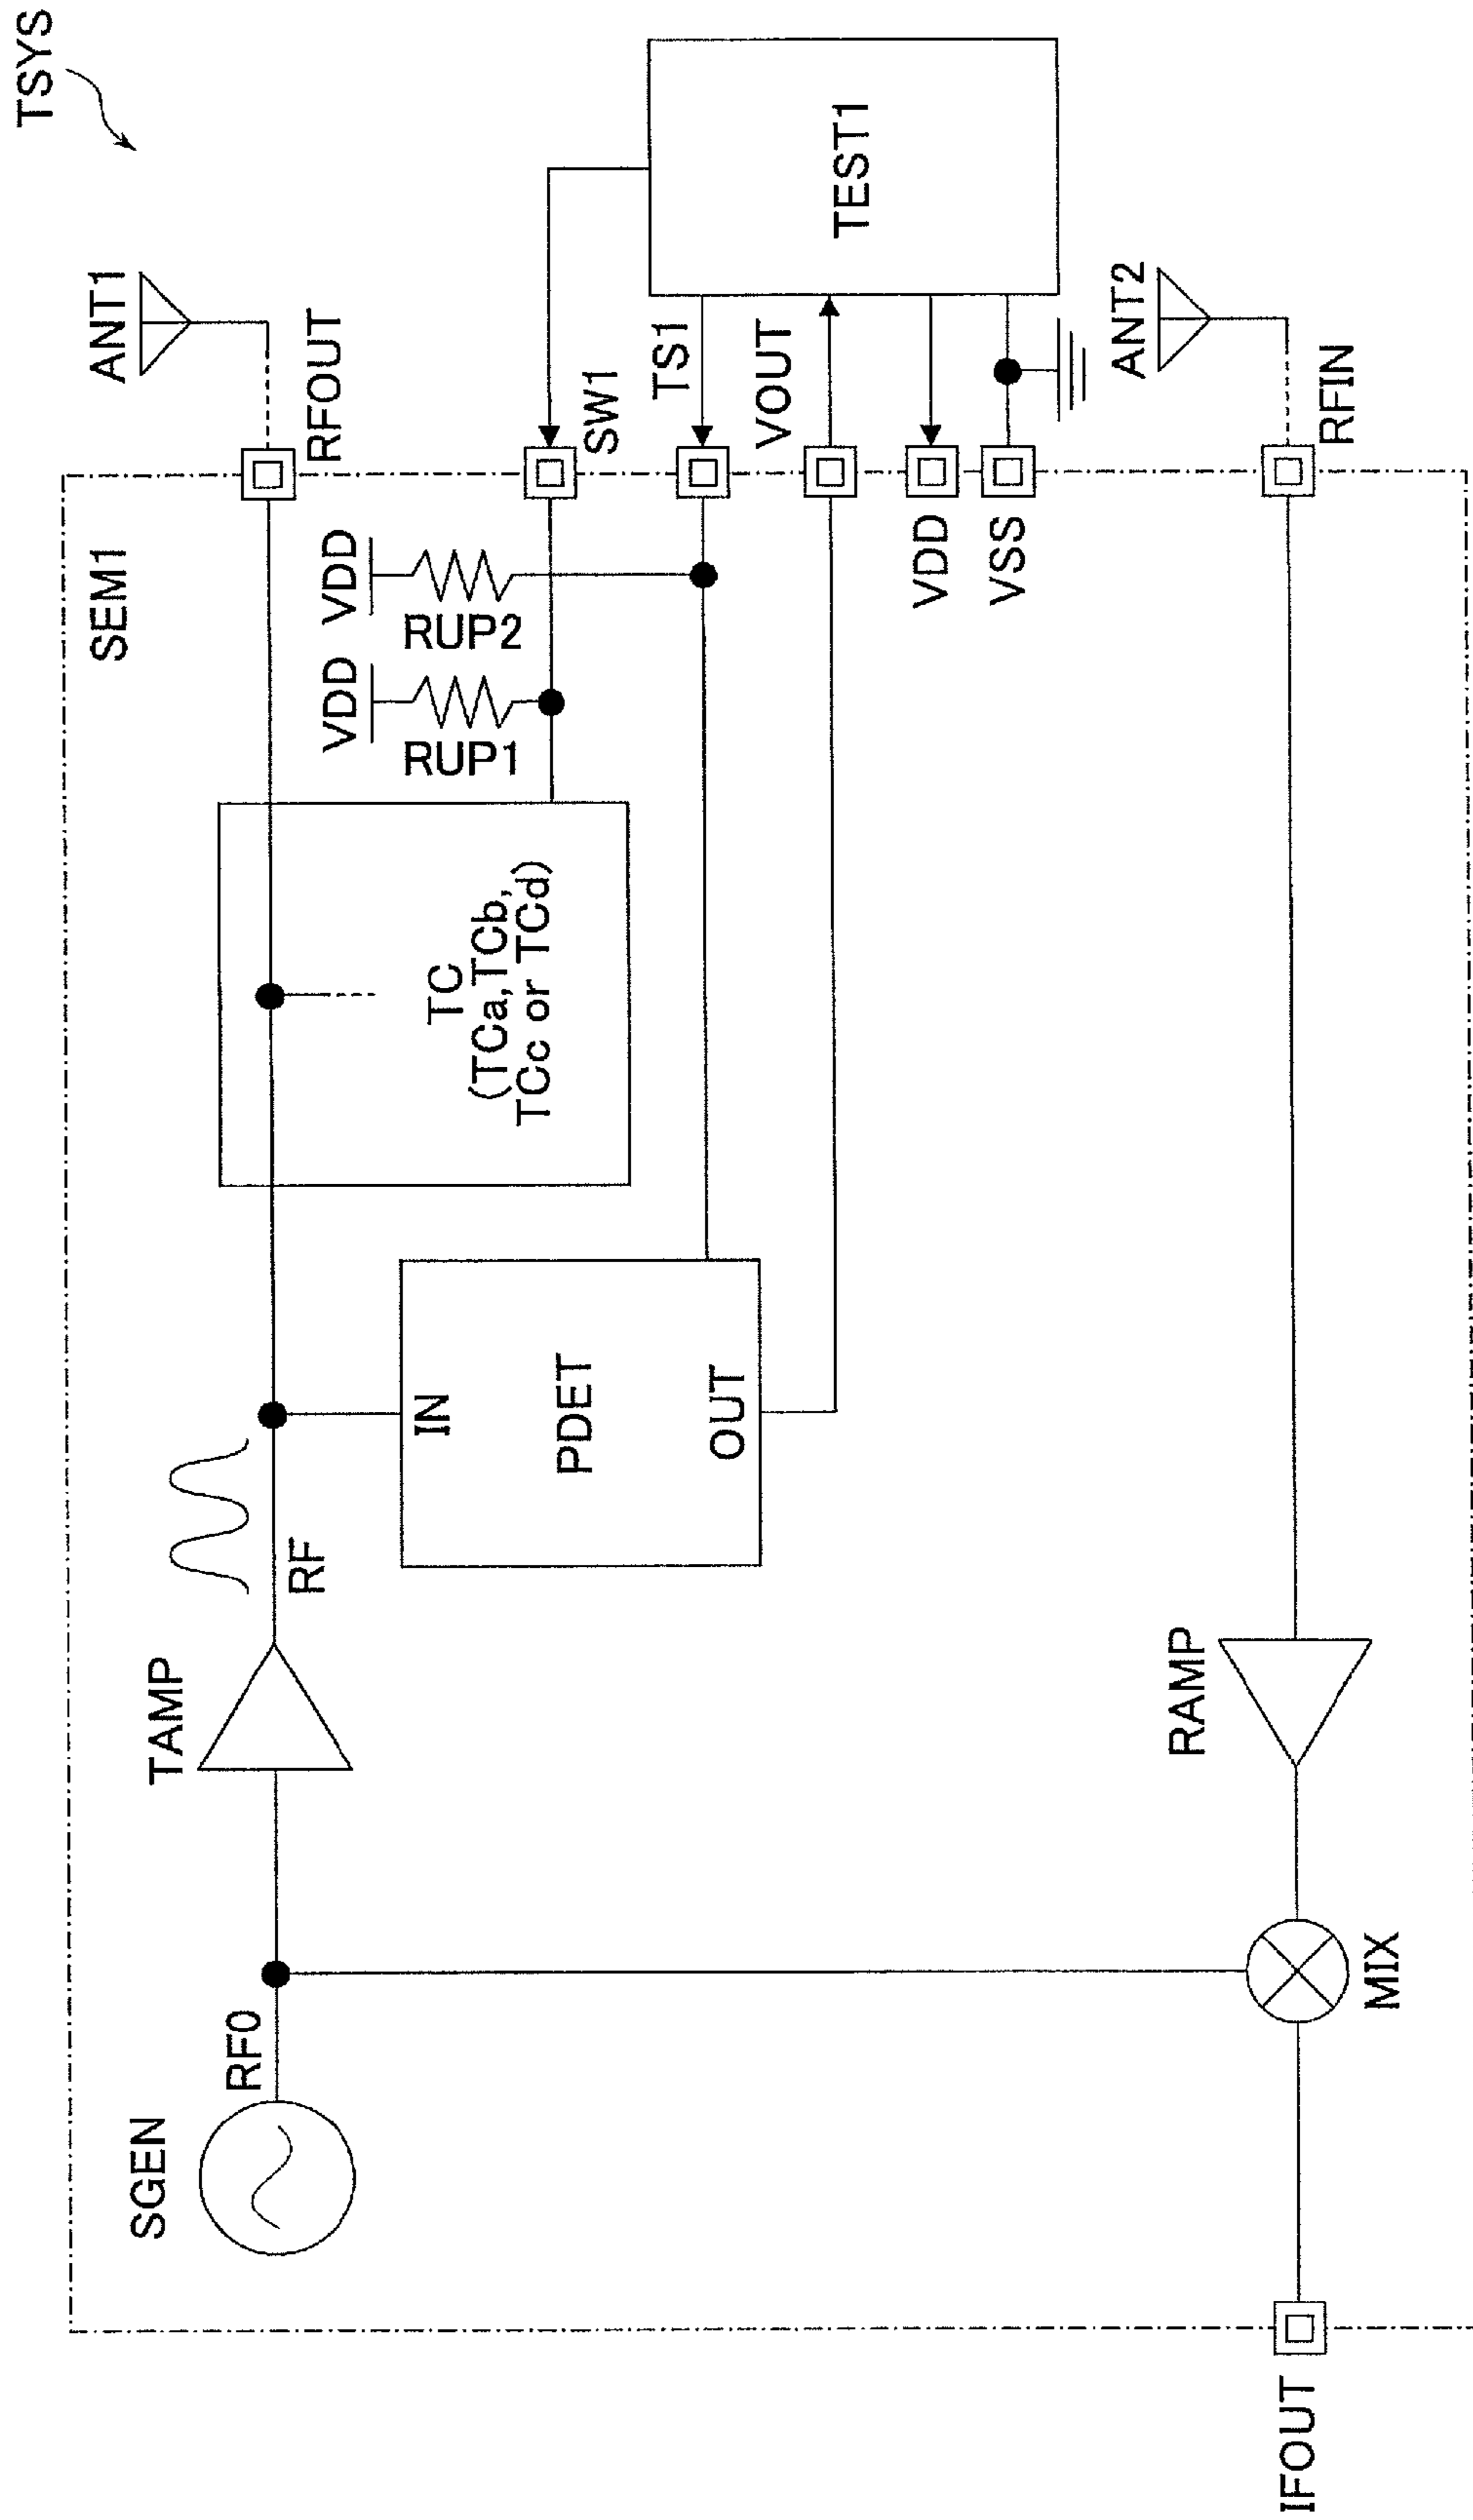 TSYS
SEM1
ANT1
RFOUT
SGEN
RF0
TAMP
RF
TC
(TCa,TCb,
TCc or TCd)
VDD
RUP1
VDD
RUP2
SW1
TS1
VOUT
VDD
VSS
TEST1
IN
PDET
OUT
ANT2
RFIN
RAMP
MIX
IFOUT